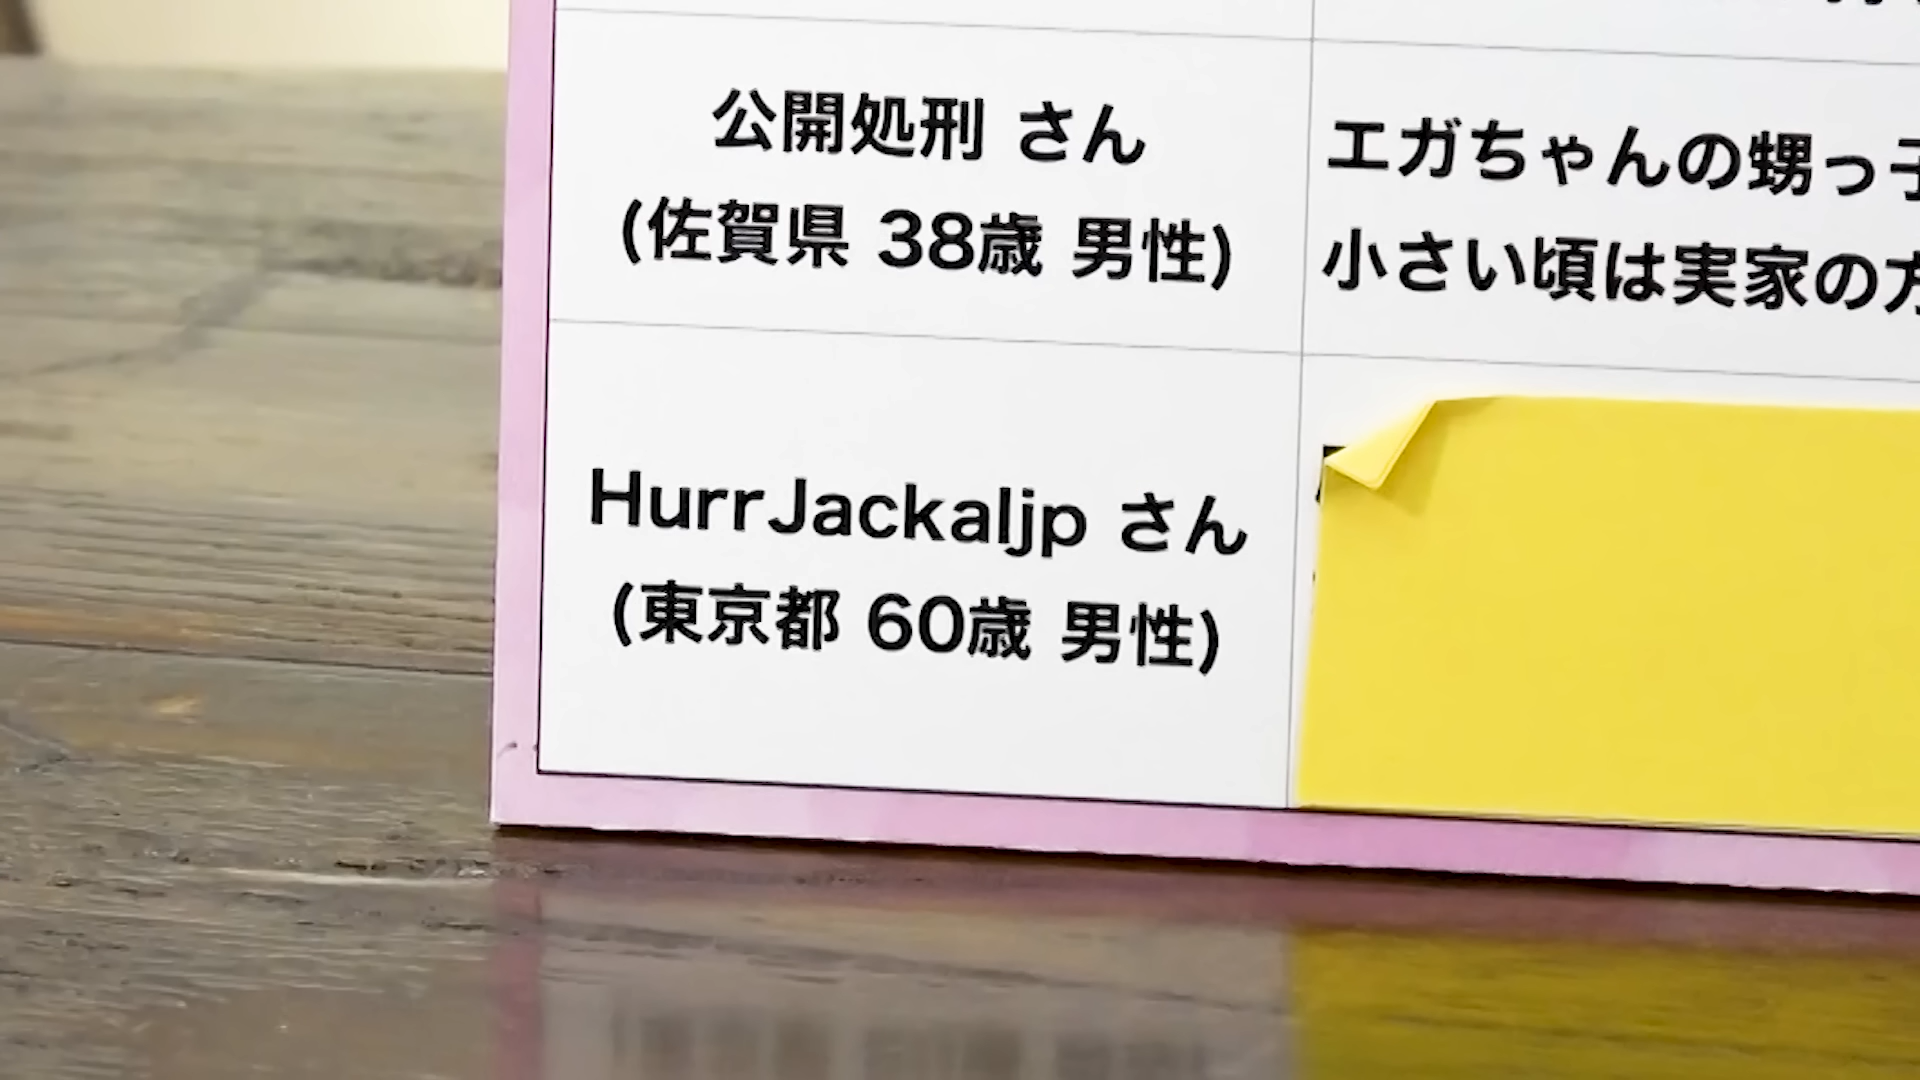 公開処刑 さん
(佐賀県 38歳 男性)
エガちゃんの甥っ子
小さい頃は実家の方
HurrJackaljp さん
(東京都 60歳 男性)